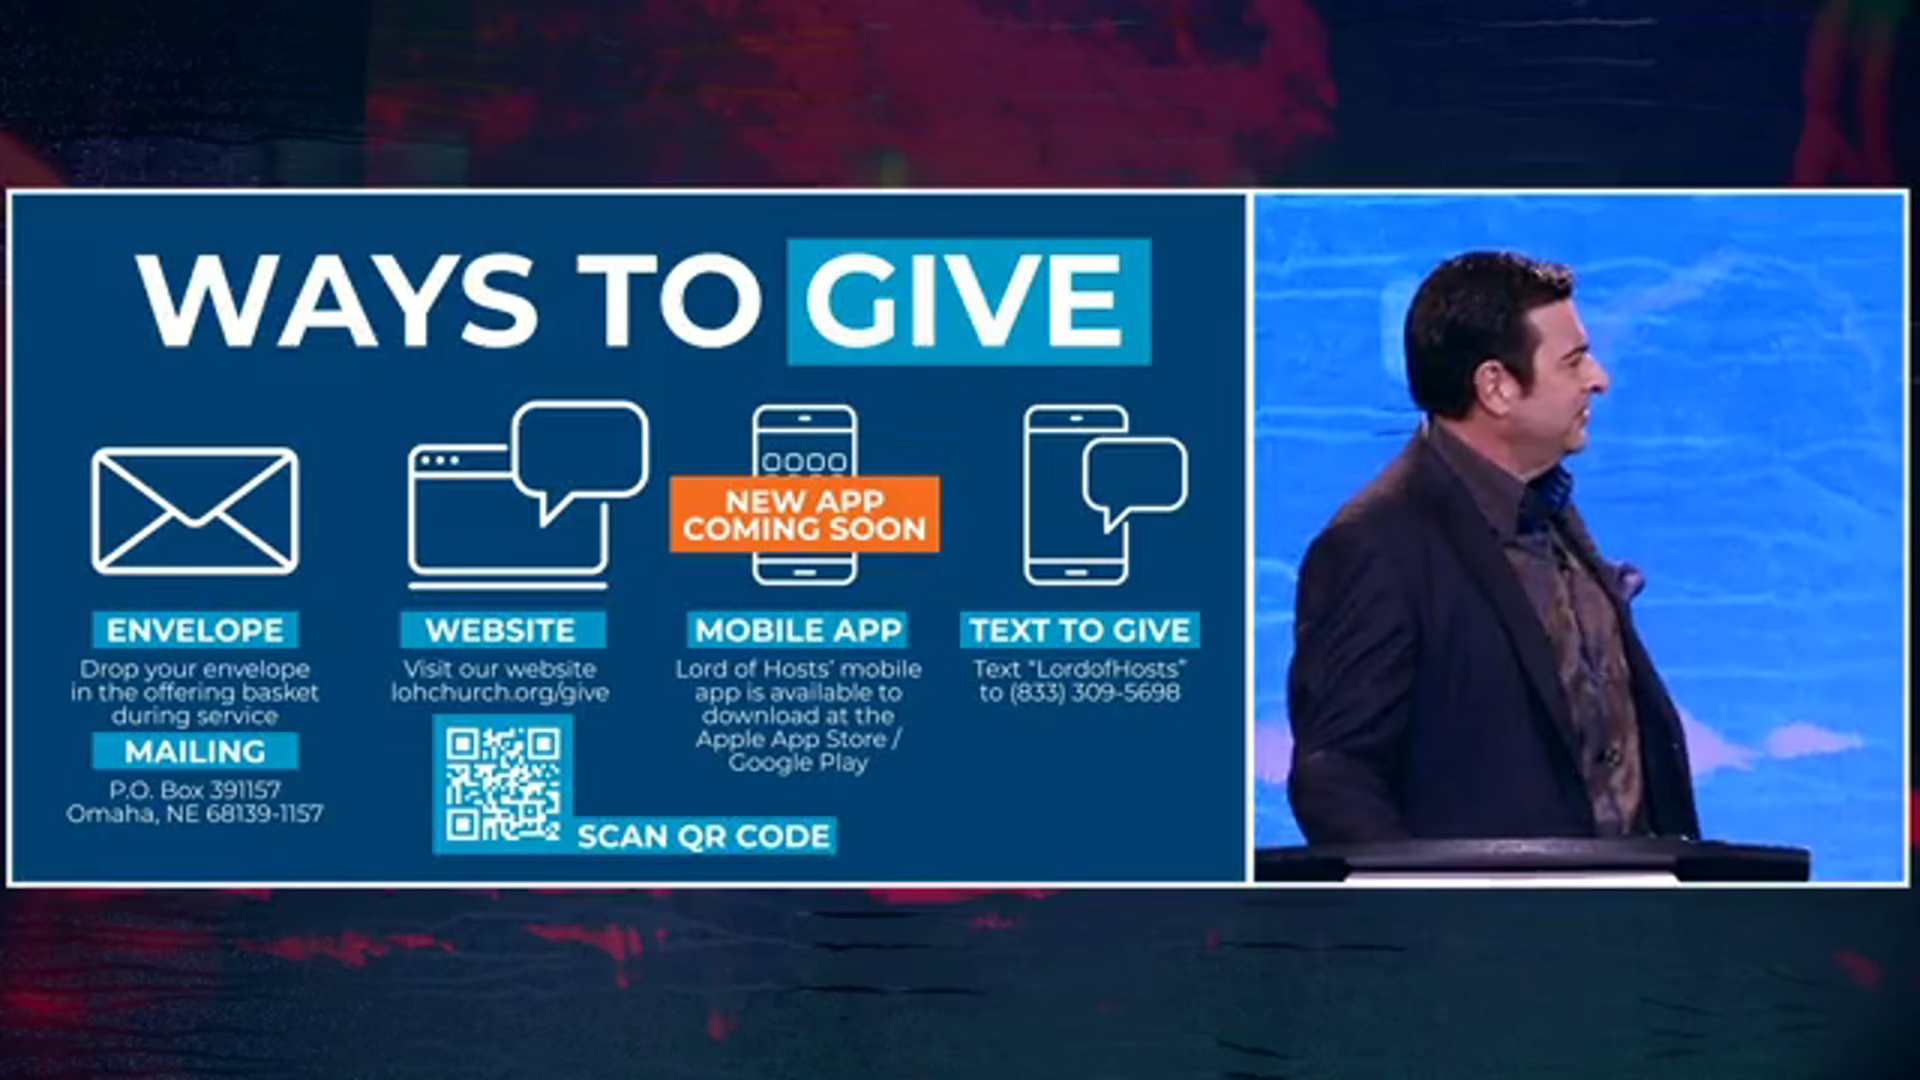 WAYS TO GIVE
NEW APP
COMING SOON
ENVELOPE
Drop your envelope
in the offering basket
during service
MAILING
P.O. Box 391157
Omaha, NE 68139-1157
WEBSITE
Visit our website
lohchurch.org/give
SCAN QR CODE
MOBILE APP
Lord of Hosts' mobile
app is available to
download at the
Apple App Store /
Google Play
TEXT TO GIVE
Text "LordofHosts"
to (833) 309-5698